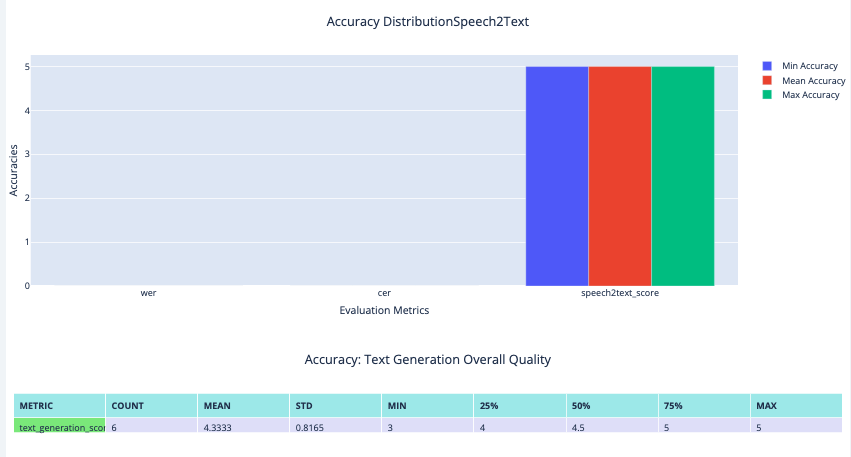 Accuracy DistributionSpeech2Text
5
4
3
2
1
0
Accuracies
wer cer speech2text_score
Evaluation Metrics
Min Accuracy
Mean Accuracy
Max Accuracy
Accuracy: Text Generation Overall Quality
METRIC COUNT MEAN STD MIN 25% 50% 75% MAX
text_generation_scor 6 4.3333 0.8165 3 4 4.5 5 5